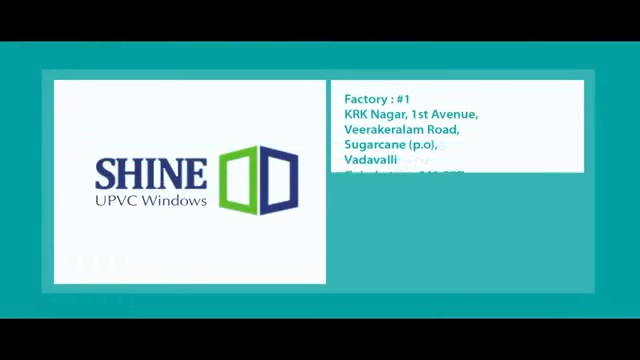 SHINE
UPVC Windows
Factory : #1
KRK Nagar, 1st Avenue,
Veerakeralam Road,
Sugarcane (p.o),
Vadavalli